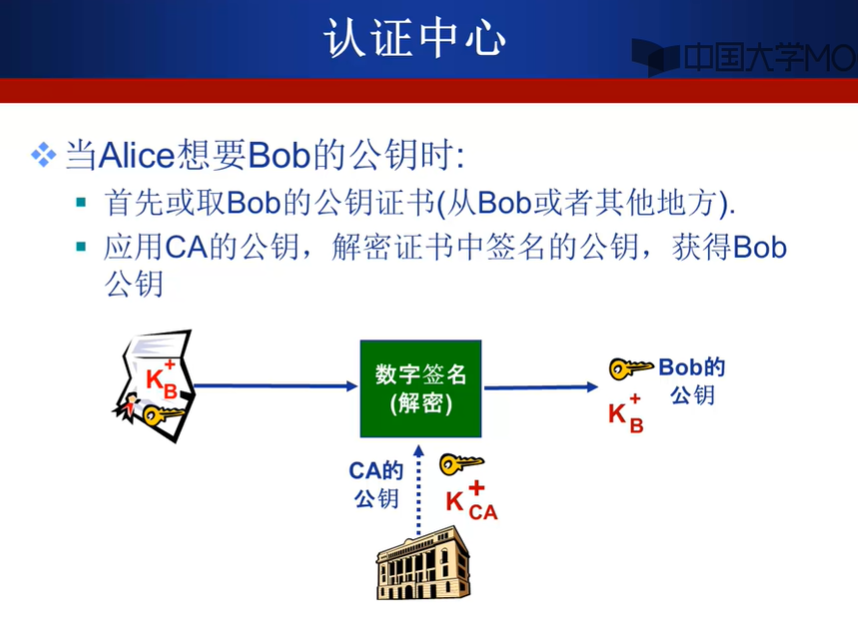 认证中心
中国大学MO
当Alice想要Bob的公钥时:
首先或取Bob的公钥证书(从Bob或者其他地方).
应用CA的公钥，解密证书中签名的公钥，获得Bob
公钥
K+B
数字签名
(解密)
Bob的
公钥
K+B
CA的
公钥
K+CA